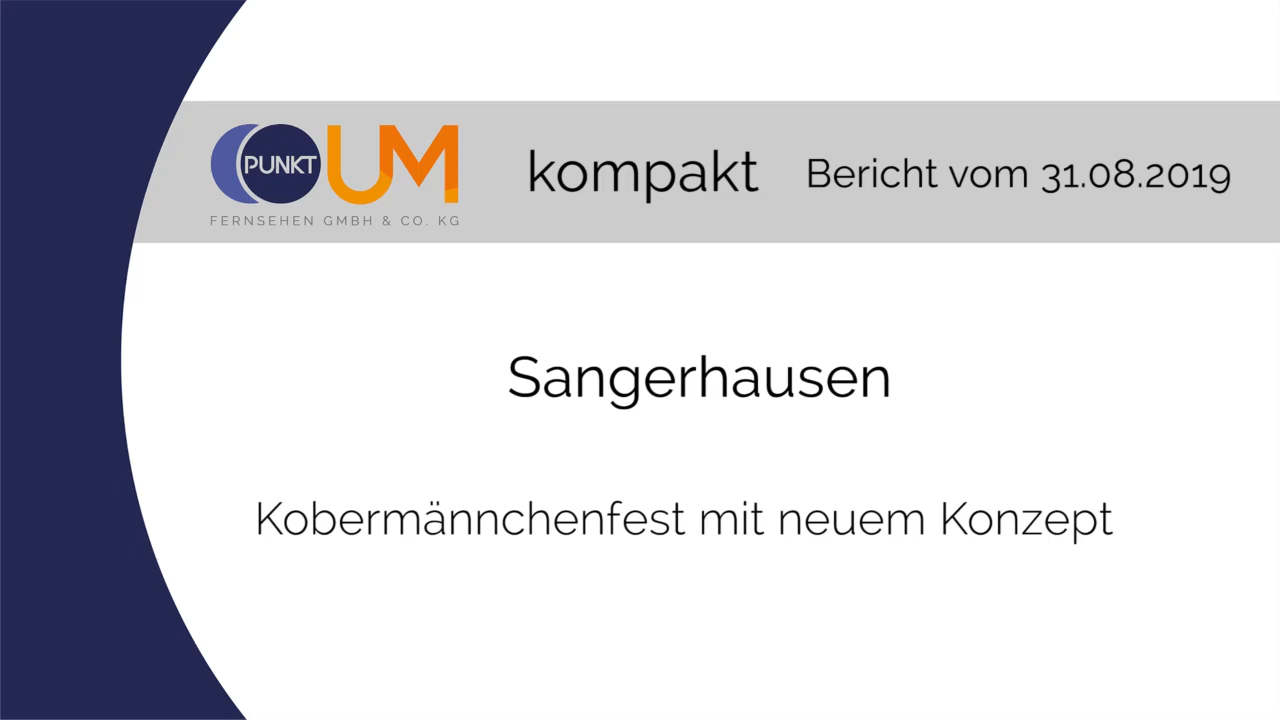 PUNKT UM
FERNSEHEN GMBH & CO. KG
kompakt
Bericht vom 31.08.2019
Sangerhausen
Kobermännchenfest mit neuem Konzept